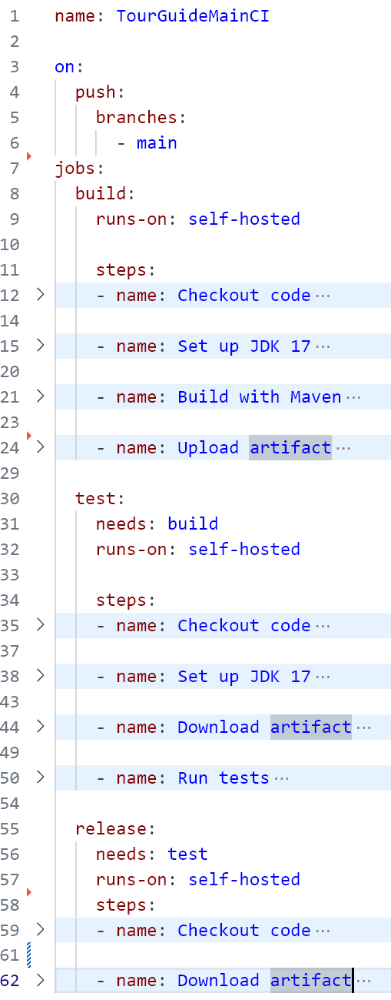 1 name: TourGuideMainCI
2
3 on:
4 push:
5 branches:
6 - main
7 jobs:
8 build:
9 runs-on: self-hosted
10
11 steps:
12 - name: Checkout code ···
14
15 - name: Set up JDK 17 ···
20
21 - name: Build with Maven ···
23
24 - name: Upload artifact ···
29
30 test:
31 needs: build
32 runs-on: self-hosted
33
34 steps:
35 - name: Checkout code ···
37
38 - name: Set up JDK 17 ···
43
44 - name: Download artifact ···
49
50 - name: Run tests ···
54
55 release:
56 needs: test
57 runs-on: self-hosted
58 steps:
59 - name: Checkout code ···
61
62 - name: Download artifact ···